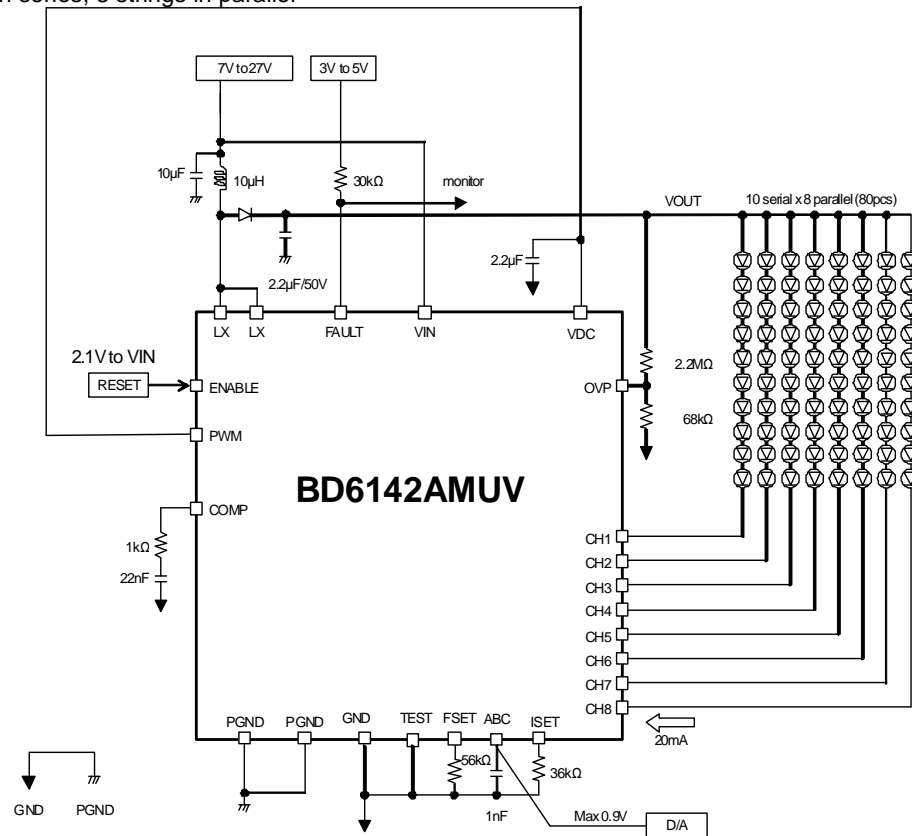 series, 8 strings in parallel
7V to 27V
3V to 5V
10μF
10μH
30kΩ
monitor
VOUT
10 serial x 8 parallel (80pcs)
2.2μF
2.2μF/50V
LX
LX
FAULT
VIN
VDC
2.1V to VIN
RESET
ENABLE
OVP
2.2MΩ
68kΩ
PWM
BD6142AMUV
COMP
1kΩ
22nF
CH1
CH2
CH3
CH4
CH5
CH6
CH7
CH8
20mA
PGND
PGND
GND
TEST
FSET
ABC
ISET
56kΩ
36kΩ
1nF
Max 0.9V
D/A
GND
PGND